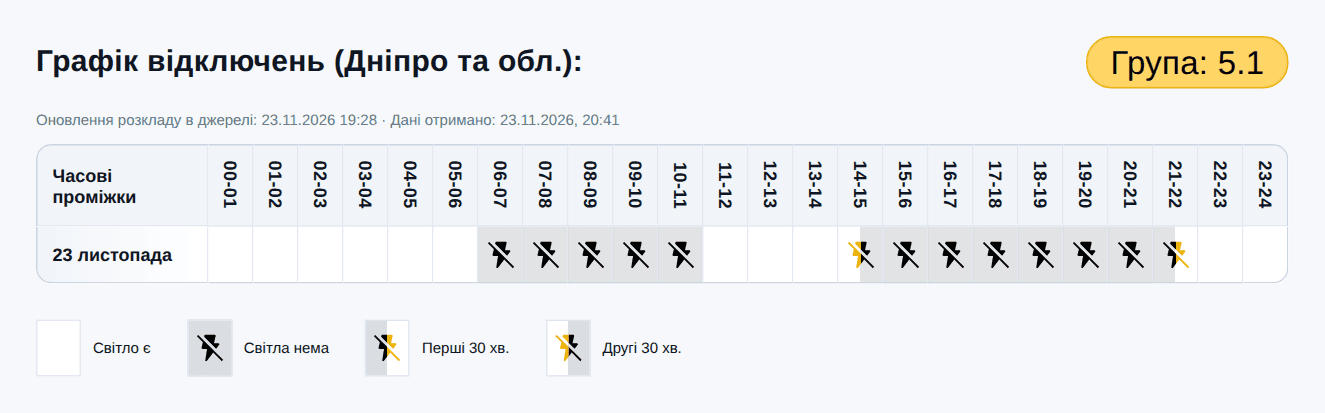 Графік відключень (Дніпро та обл.):
Група: 5.1
Оновлення розкладу в джерелі: 23.11.2026 19:28 · Дані отримано: 23.11.2026, 20:41
Часові
проміжки
00-01
01-02
02-03
03-04
04-05
05-06
06-07
07-08
08-09
09-10
10-11
11-12
12-13
13-14
14-15
15-16
16-17
17-18
18-19
19-20
20-21
21-22
22-23
23-24
23 листопада
Світло є
Світла нема
Перші 30 хв.
Другі 30 хв.